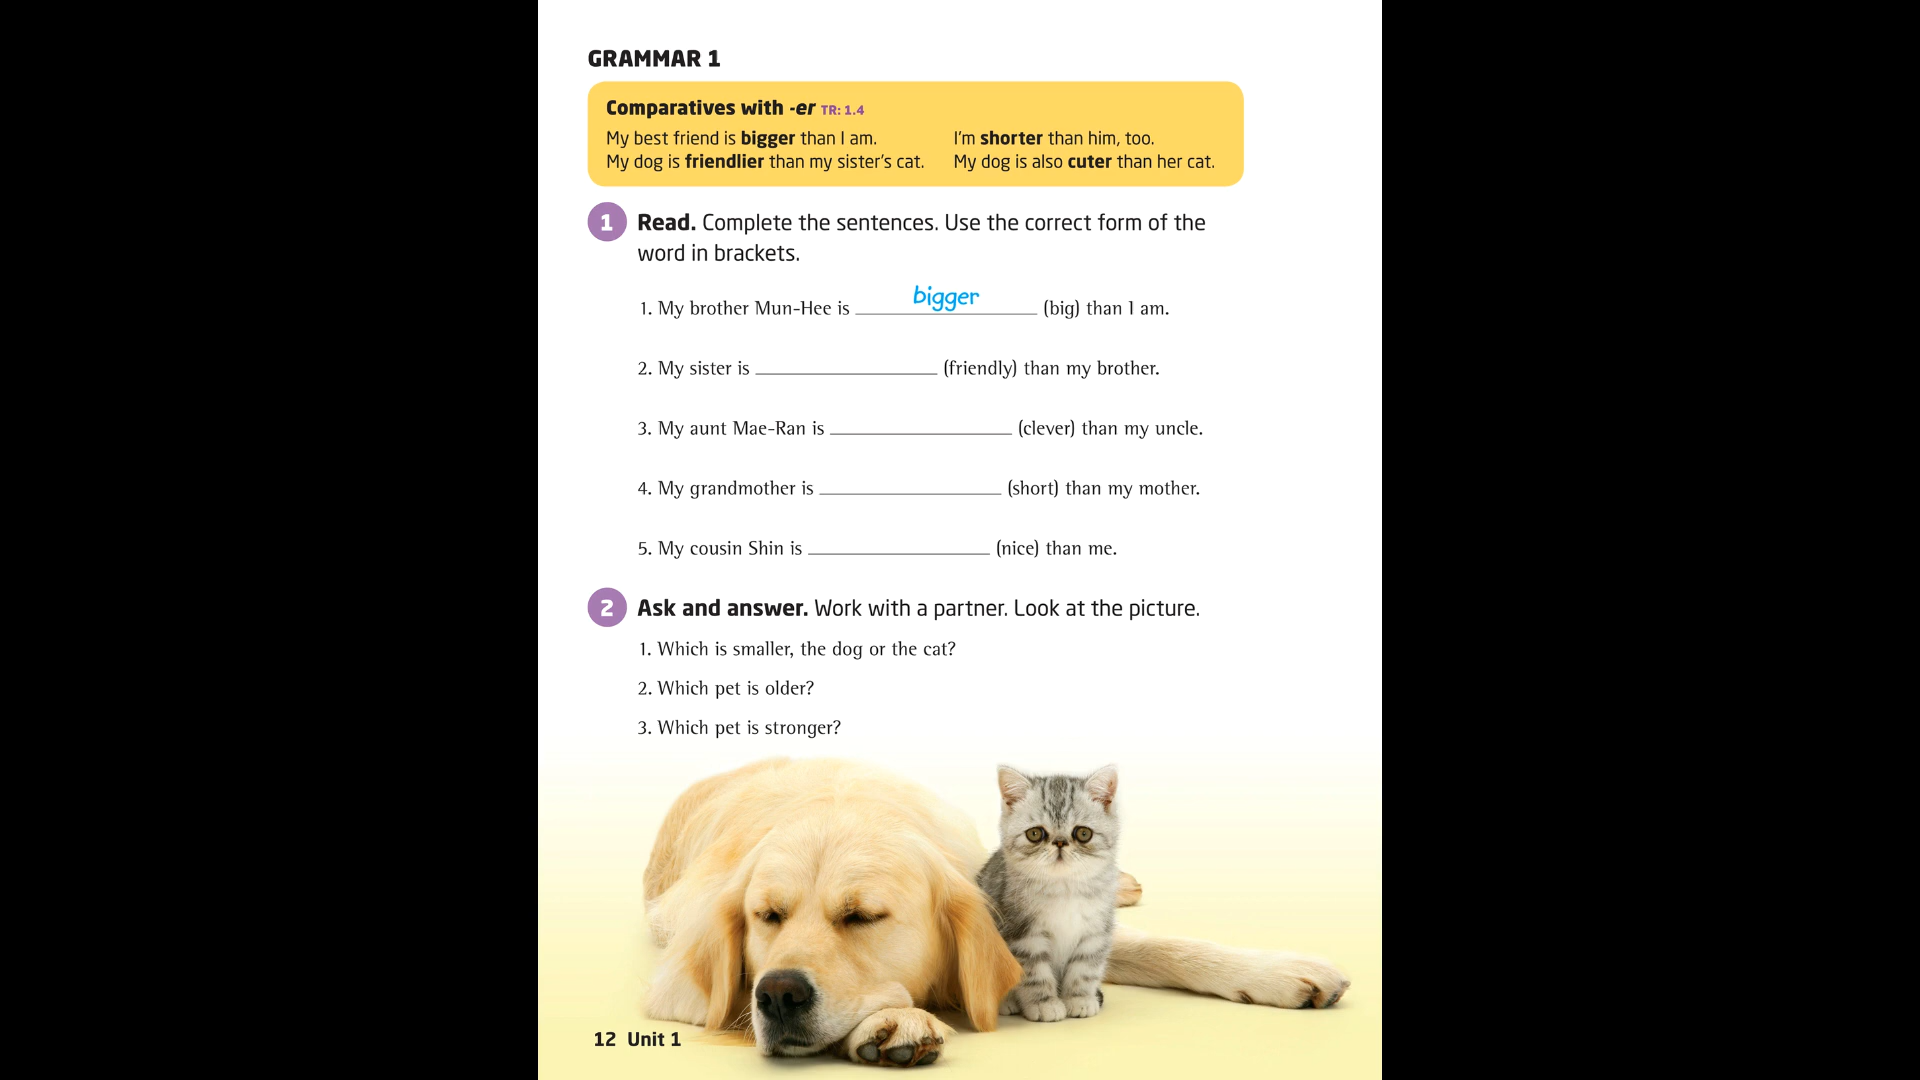 GRAMMAR 1
Comparatives with -er TR: 1.4
My best friend is bigger than I am.
My dog is friendlier than my sister's cat.
I'm shorter than him, too.
My dog is also cuter than her cat.
1 Read. Complete the sentences. Use the correct form of the
word in brackets.
1. My brother Mun-Hee is bigger (big) than I am.
2. My sister is ____ (friendly) than my brother.
3. My aunt Mae-Ran is ____ (clever) than my uncle.
4. My grandmother is ____ (short) than my mother.
5. My cousin Shin is ____ (nice) than me.
2 Ask and answer. Work with a partner. Look at the picture.
1. Which is smaller, the dog or the cat?
2. Which pet is older?
3. Which pet is stronger?
12 Unit 1